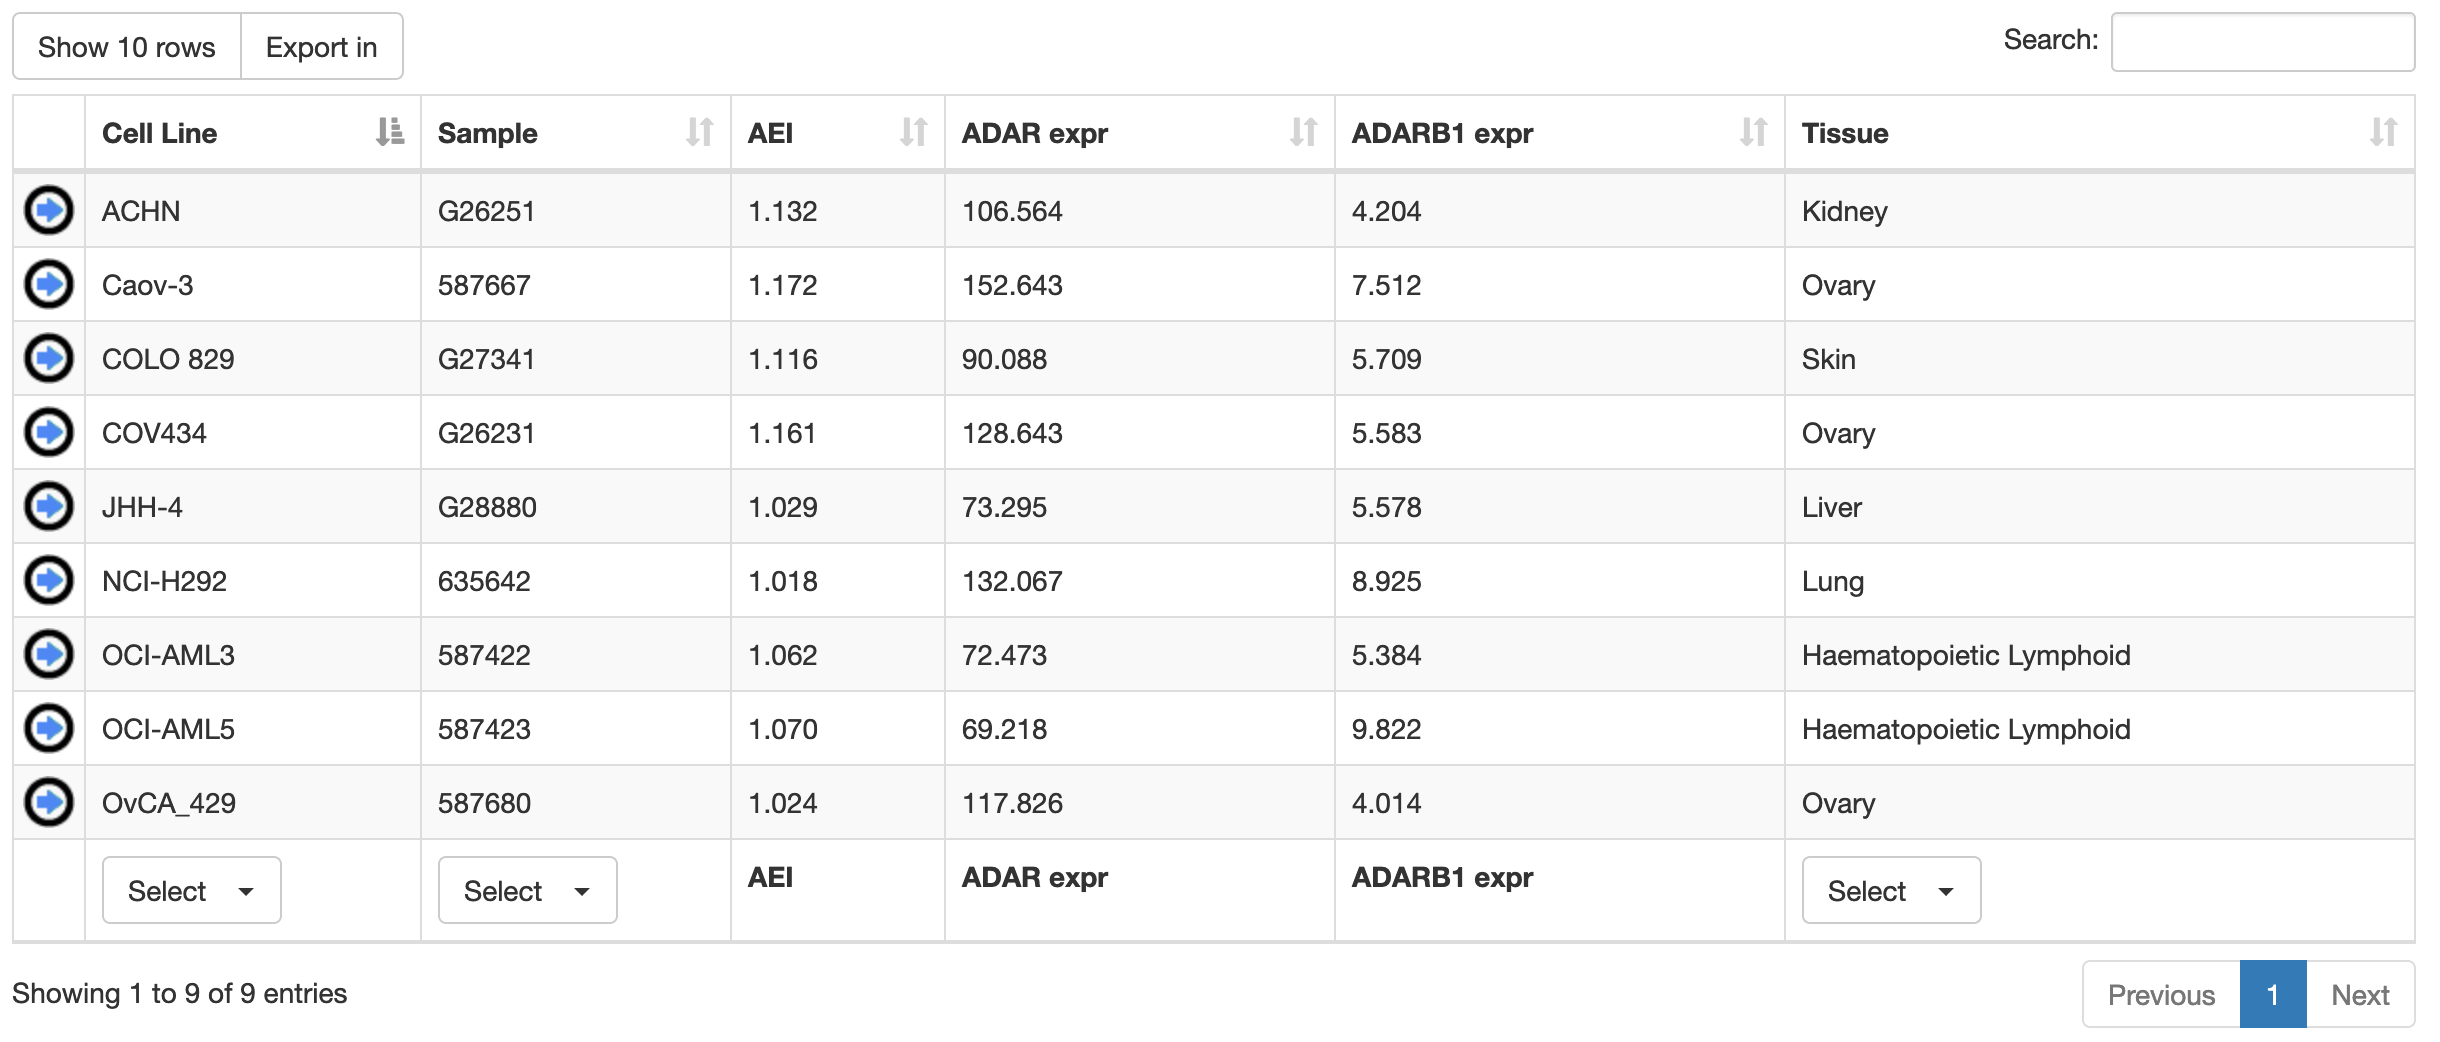 Show 10 rows Export in Search:
Cell Line Sample AEI ADAR expr ADARB1 expr Tissue
ACHN G26251 1.132 106.564 4.204 Kidney
Caov-3 587667 1.172 152.643 7.512 Ovary
COLO 829 G27341 1.116 90.088 5.709 Skin
COV434 G26231 1.161 128.643 5.583 Ovary
JHH-4 G28880 1.029 73.295 5.578 Liver
NCI-H292 635642 1.018 132.067 8.925 Lung
OCI-AML3 587422 1.062 72.473 5.384 Haematopoietic Lymphoid
OCI-AML5 587423 1.070 69.218 9.822 Haematopoietic Lymphoid
OvCA_429 587680 1.024 117.826 4.014 Ovary
Select Select AEI ADAR expr ADARB1 expr Select
Showing 1 to 9 of 9 entries Previous 1 Next